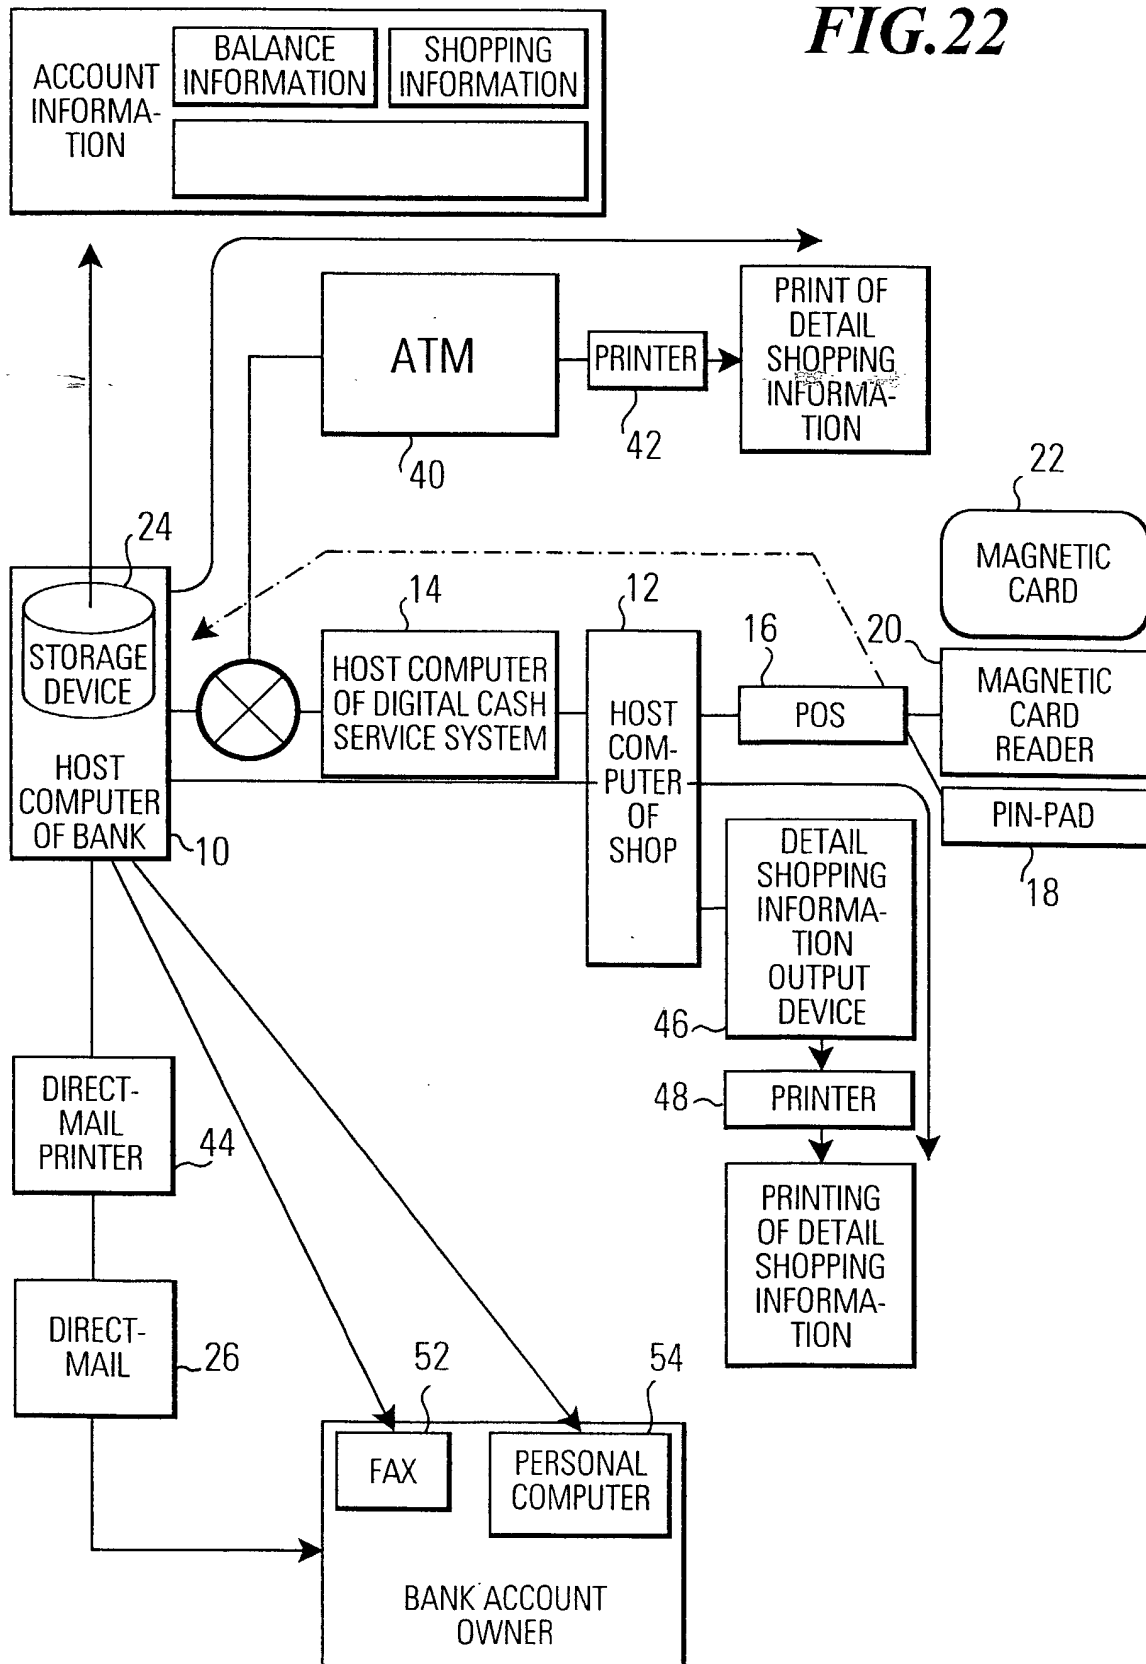 FIG.22
ACCOUNT
INFORMA-
TION
BALANCE
INFORMATION
SHOPPING
INFORMATION
ATM
40
PRINTER
42
PRINT OF
DETAIL
SHOPPING
INFORMA-
TION
22
MAGNETIC
CARD
24
STORAGE
DEVICE
HOST
COMPUTER
OF BANK
10
14
HOST COMPUTER
OF DIGITAL CASH
SERVICE SYSTEM
12
HOST
COM-
PUTER
OF
SHOP
16
POS
20
MAGNETIC
CARD
READER
PIN-PAD
18
DETAIL
SHOPPING
INFORMA-
TION
OUTPUT
DEVICE
46
PRINTER
48
PRINTING
OF DETAIL
SHOPPING
INFORMA-
TION
DIRECT-
MAIL
PRINTER
44
DIRECT-
MAIL
26
52
FAX
54
PERSONAL
COMPUTER
BANK ACCOUNT
OWNER